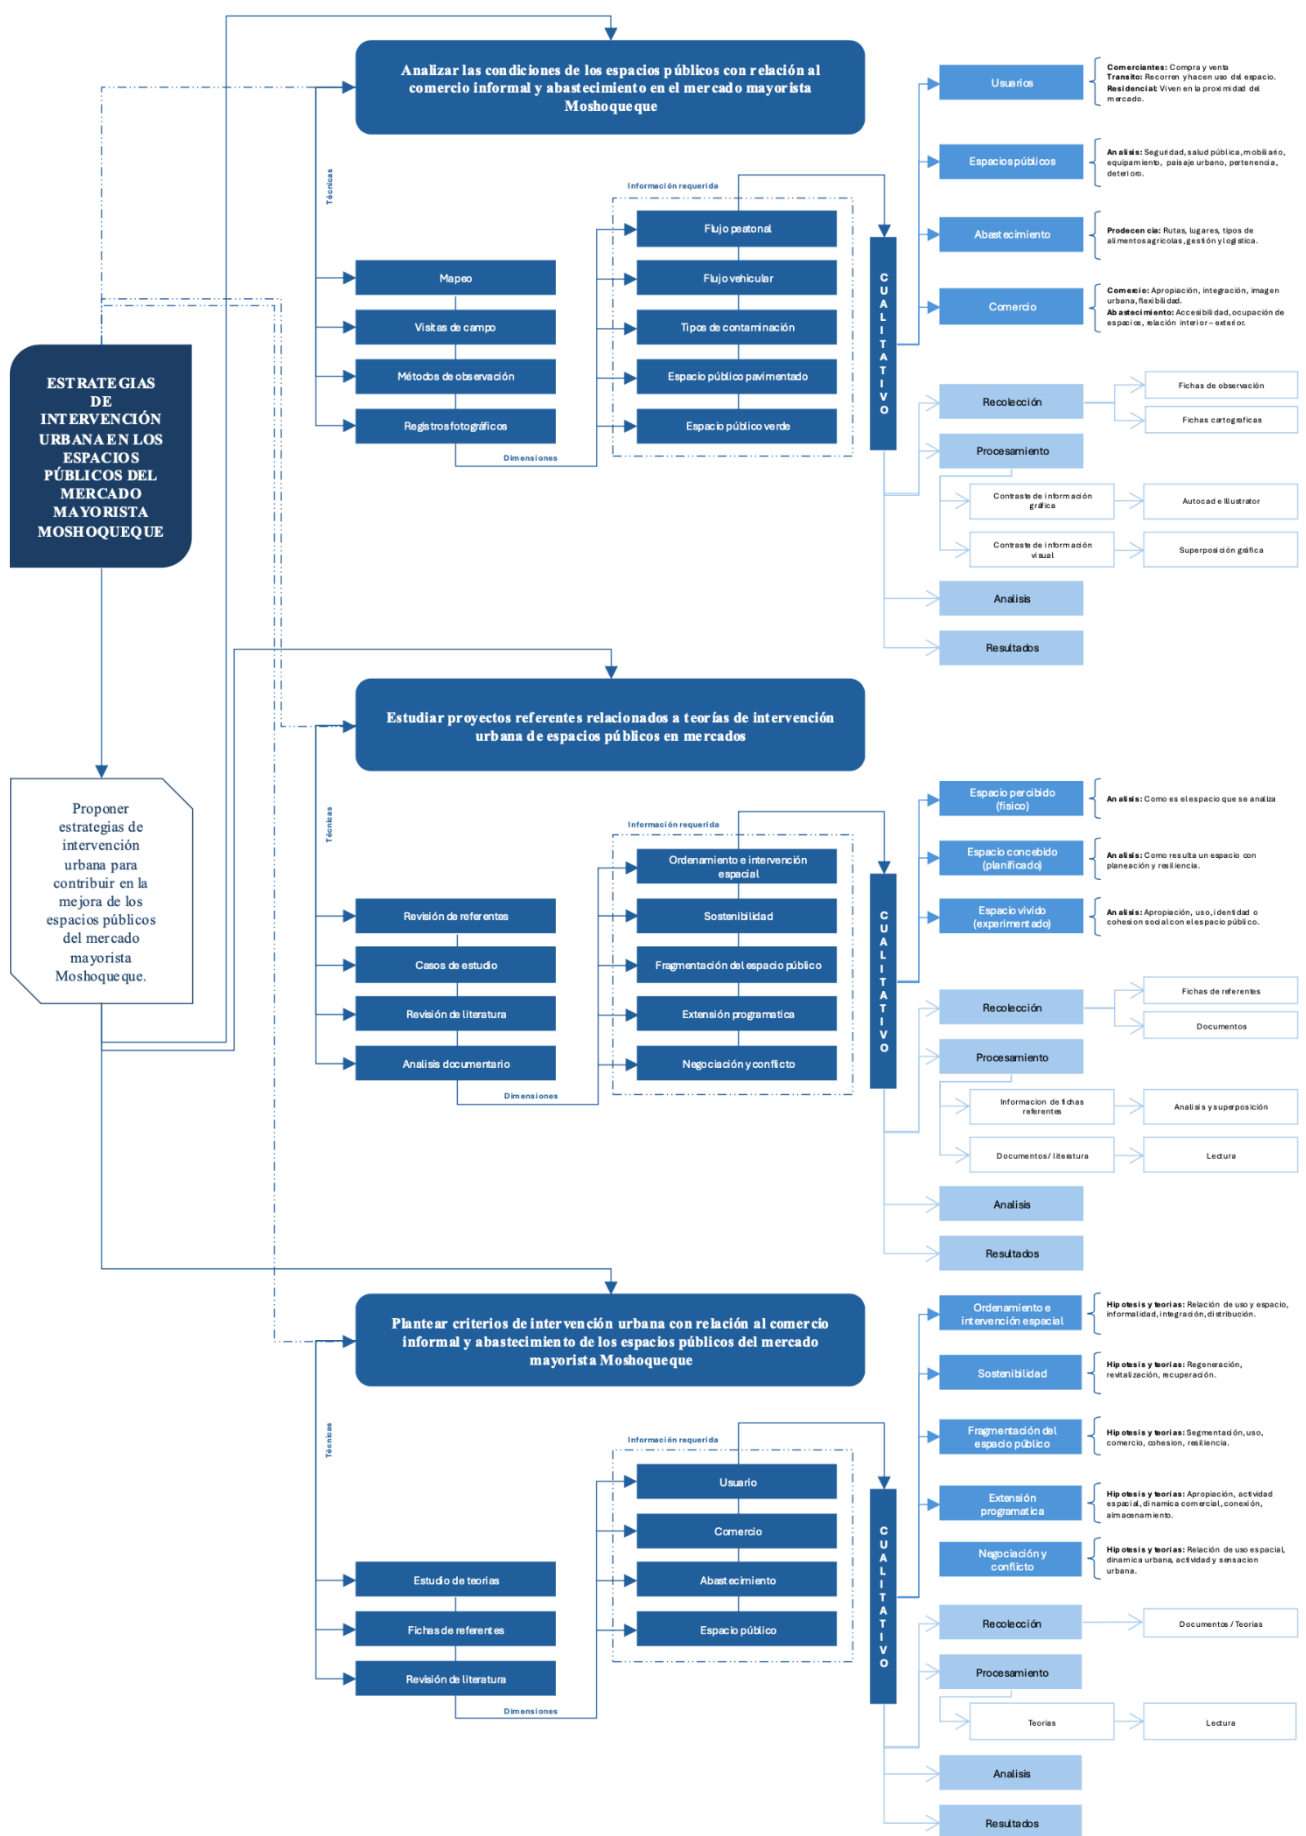 ESTRATEGIAS
DE
INTERVENCIÓN
URBANA EN LOS
ESPACIOS
PÚBLICOS DEL
MERCADO
MAYORISTA
MOSHOQUEQUE
Proponer
estrategias de
intervención
urbana para
contribuir en la
mejora de los
espacios públicos
del mercado
mayorista
Moshoqueque.
Analizar las condiciones de los espacios públicos con relación al
comercio informal y abastecimiento en el mercado mayorista
Moshoqueque
Técnicas
Mapeo
Visitas de campo
Métodos de observación
Registros fotográficos
Dimensiones
Información requerida
Flujo peatonal
Flujo vehicular
Tipos de contaminación
Espacio público pavimentado
Espacio público verde
CUALITATIVO
Usuarios
Comerciantes: Compra y venta
Transito: Recorren y hacen uso del espacio.
Residencial: Viven en la proximidad del
mercado.
Espacios públicos
Analisis: Seguridad, salud pública, mobiliario,
equipamiento, paisaje urbano, pertenencia,
deterioro.
Abastecimiento
Prodecencia: Rutas, lugares, tipos de
alimentos agricolas, gestión y logistica.
Comercio
Comercio: Apropiación, integración, imagen
urbana, flexibilidad.
Abastecimiento: Accesibilidad, ocupación de
espacios, relación interior – exterior.
Recolección
Fichas de observación
Fichas cartograficas
Procesamiento
Contraste de información
gráfica
Autocad e Illustrator
Contraste de información
visual
Superposición gráfica
Analisis
Resultados
Estudiar proyectos referentes relacionados a teorías de intervención
urbana de espacios públicos en mercados
Técnicas
Revisión de referentes
Casos de estudio
Revisión de literatura
Analisis documentario
Dimensiones
Información requerida
Ordenamiento e intervención
espacial
Sostenibilidad
Fragmentación del espacio público
Extensión programatica
Negociación y conflicto
CUALITATIVO
Espacio percibido
(fisico)
Analisis: Como es el espacio que se analiza
Espacio concebido
(planificado)
Analisis: Como resulta un espacio con
planeación y resiliencia.
Espacio vivido
(experimentado)
Analisis: Apropiación, uso, identidad o
cohesion social con el espacio público.
Recolección
Fichas de referentes
Documentos
Procesamiento
Informacion de fichas
referentes
Analisis y superposición
Documentos/ literatura
Lectura
Analisis
Resultados
Plantear criterios de intervención urbana con relación al comercio
informal y abastecimiento de los espacios públicos del mercado
mayorista Moshoqueque
Técnicas
Estudio de teorias
Fichas de referentes
Revisión de literatura
Dimensiones
Información requerida
Usuario
Comercio
Abastecimiento
Espacio público
CUALITATIVO
Ordenamiento e
intervención espacial
Hipotesis y teorias: Relación de uso y espacio,
informalidad, integración, distribución.
Sostenibilidad
Hipotesis y teorias: Regeneración,
revitalización, recuperación.
Fragmentación del
espacio público
Hipotesis y teorias: Segmentación, uso,
comercio, cohesion, resiliencia.
Extensión
programatica
Hipotesis y teorias: Apropiación, actividad
espacial, dinamica comercial, conexión,
almacenamiento.
Negociación y
conflicto
Hipotesis y teorias: Relación de uso espacial,
dinamica urbana, actividad y sensacion
urbana.
Recolección
Documentos / Teorias
Procesamiento
Teorias
Lectura
Analisis
Resultados